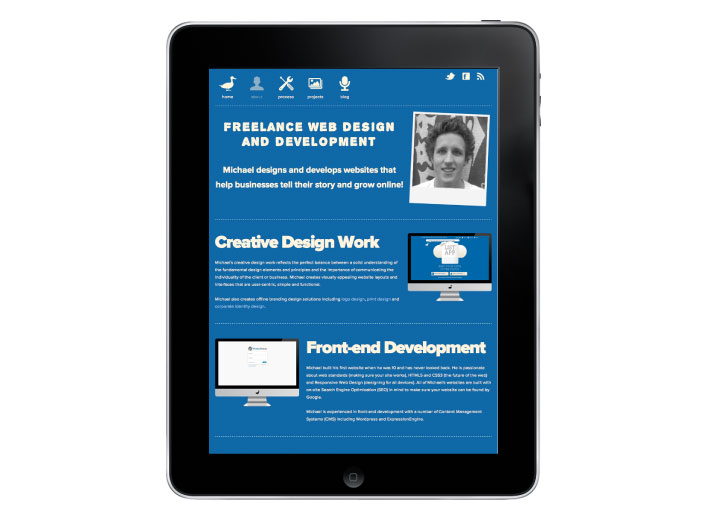 home about process projects blog
FREELANCE WEB DESIGN
AND DEVELOPMENT
Michael designs and develops websites that
help businesses tell their story and grow online!
Creative Design Work
Michael's creative design work reflects the perfect balance between a solid understanding of
the fundamental design elements and principles and the importance of communicating the
individuality of the client or business. Michael creates visually appealing website layouts and
interfaces that are user-centric, simple and functional.
Michael also creates offline branding design solutions including logo design, print design and
corporate identity design.
APP
Front-end Development
Michael built his first website when he was 10 and has never looked back. He is passionate
about web standards (making sure your site works), HTML5 and CSS3 (the future of the web)
and Responsive Web Design (designing for all devices). All of Michael's websites are built with
on-site Search Engine Optimisation (SEO) in mind to make sure your website can be found by
Google.
Michael is experienced in front-end development with a number of Content Management
Systems (CMS) including Wordpress and ExpressionEngine.